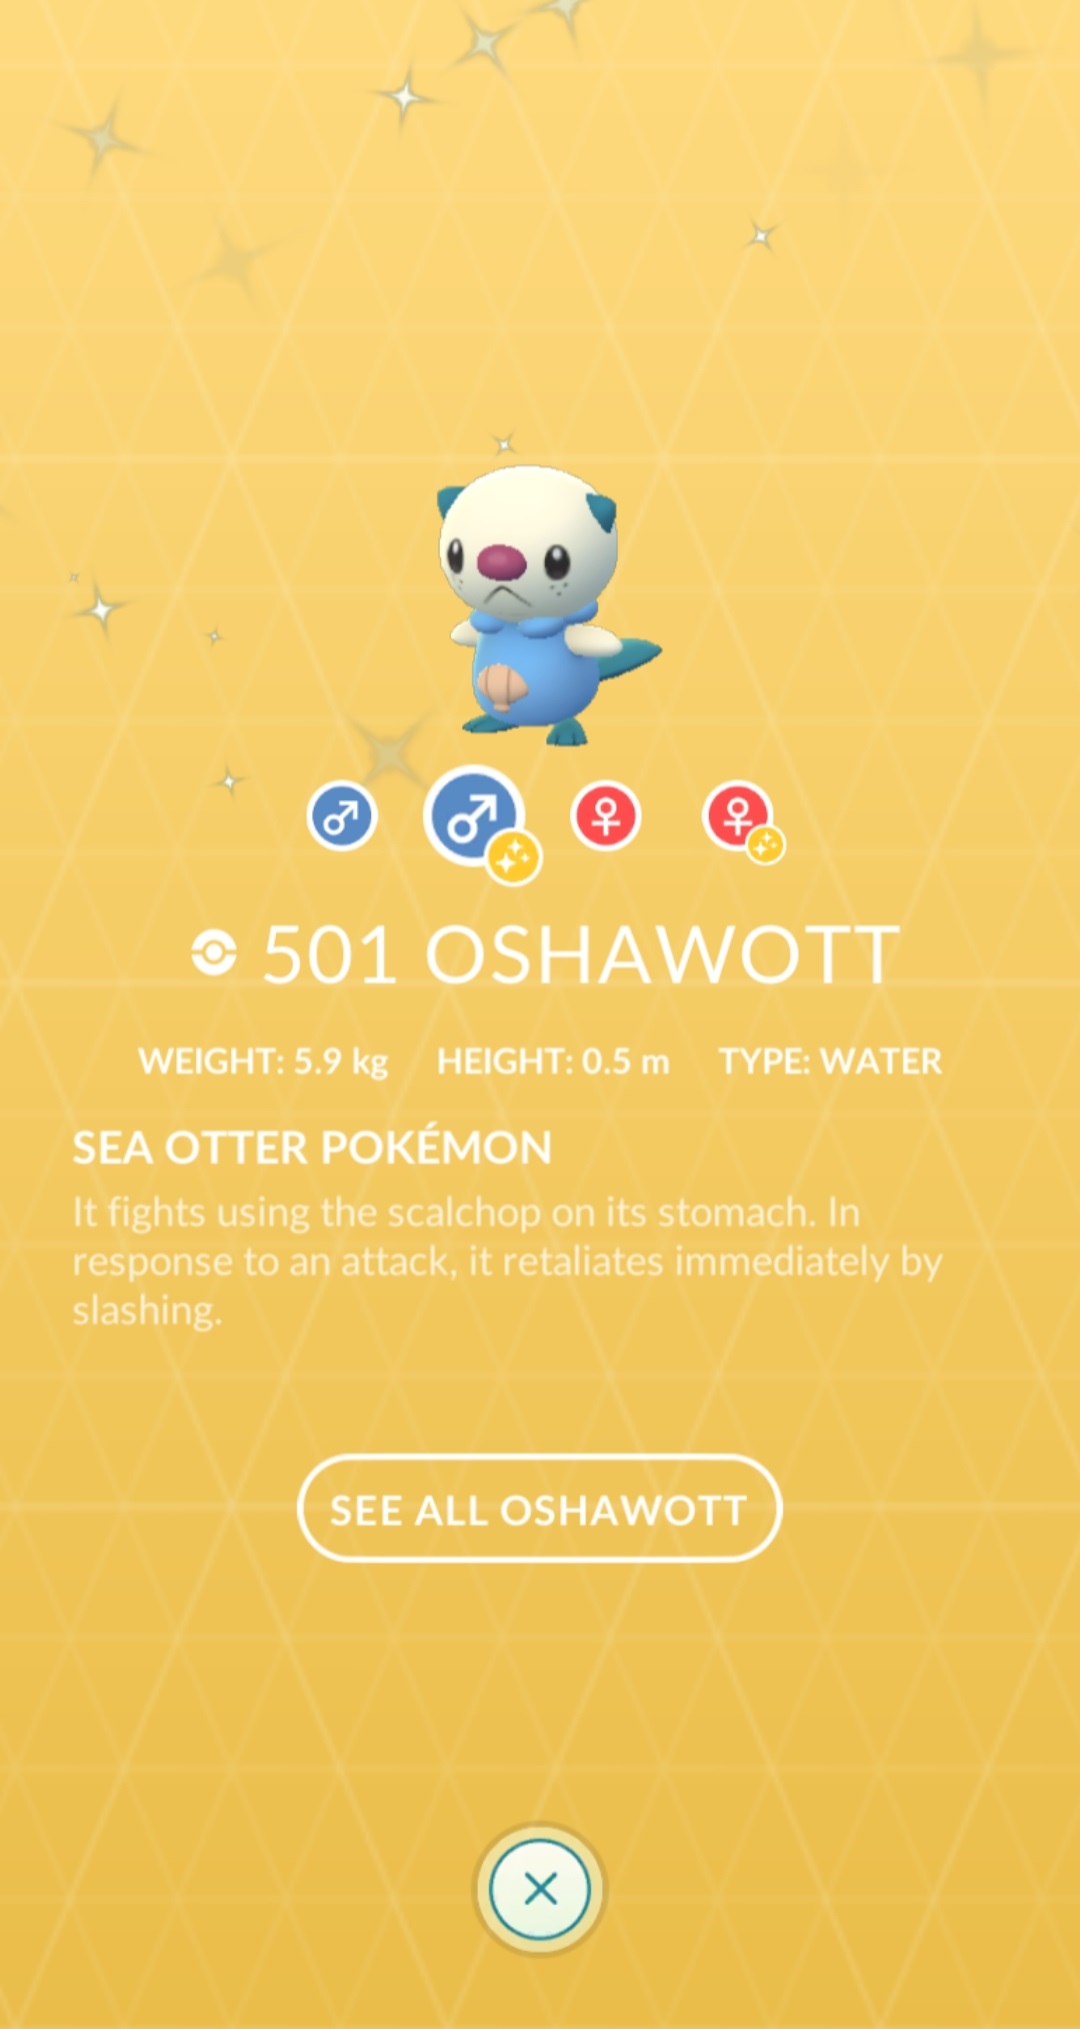 501 OSHAWOTT
WEIGHT: 5.9 kg HEIGHT: 0.5 m TYPE: WATER
SEA OTTER POKÉMON
It fights using the scalchop on its stomach. In
response to an attack, it retaliates immediately by
slashing.
SEE ALL OSHAWOTT